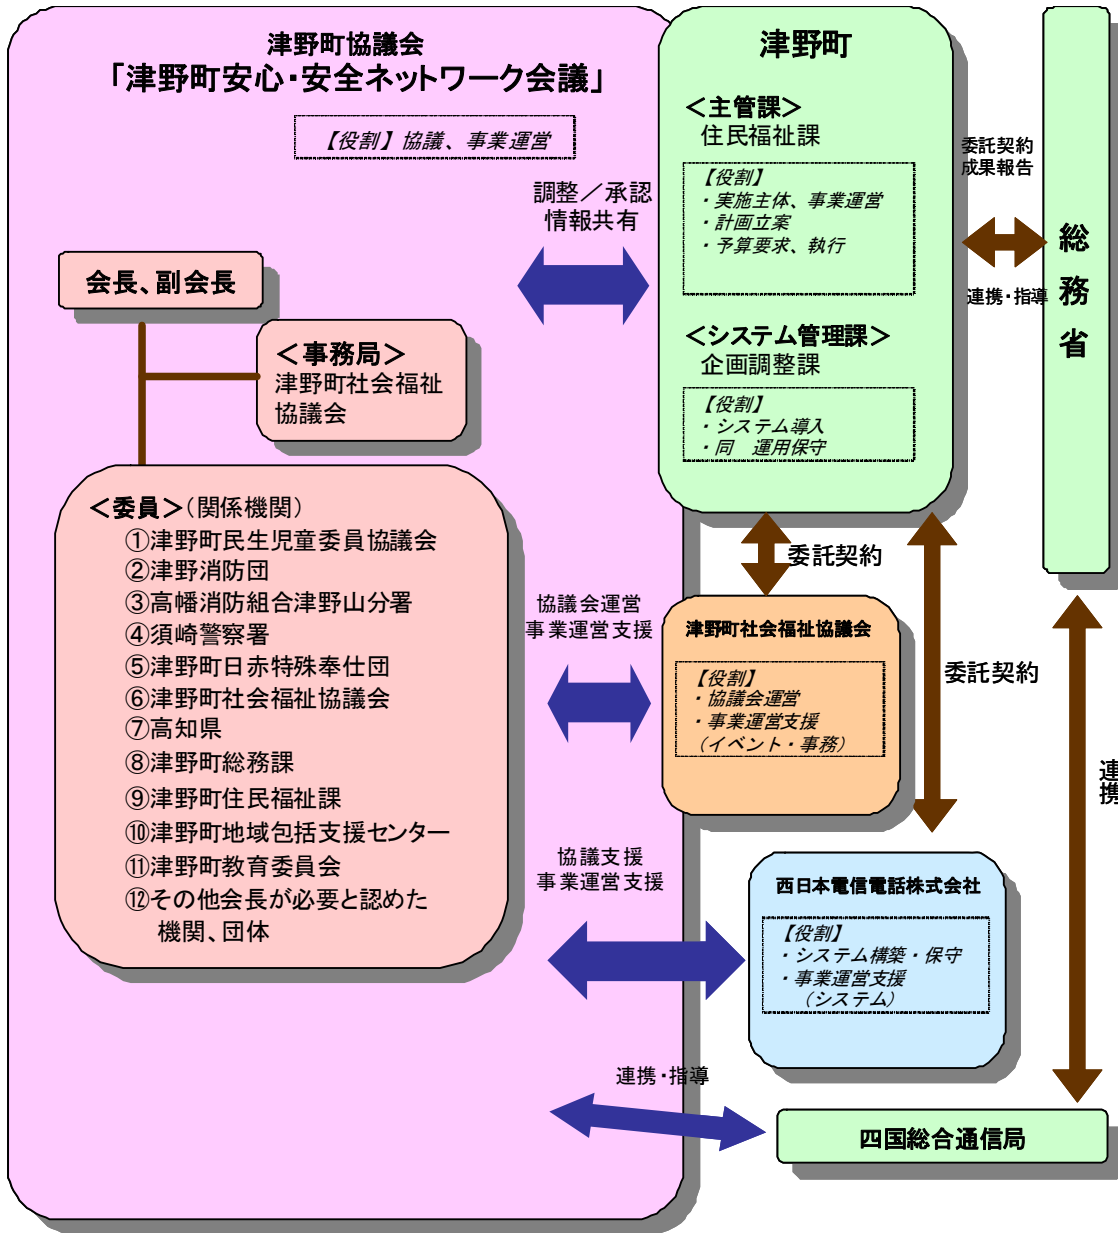 津野町協議会
「津野町安心・安全ネットワーク会議」
【役割】協議、事業運営
調整／承認
情報共有
会長、副会長
＜事務局＞
津野町社会福祉
協議会
＜委員＞（関係機関）
①津野町民生児童委員協議会
②津野消防団
③高幡消防組合津野山分署
④須崎警察署
⑤津野町日赤特殊奉仕団
⑥津野町社会福祉協議会
⑦高知県
⑧津野町総務課
⑨津野町住民福祉課
⑩津野町地域包括支援センター
⑪津野町教育委員会
⑫その他会長が必要と認めた
機関、団体
津野町
＜主管課＞
住民福祉課
【役割】
・実施主体、事業運営
・計画立案
・予算要求、執行
＜システム管理課＞
企画調整課
【役割】
・システム導入
・同　運用保守
委託契約
成果報告
連携・指導
総務省
委託契約
委託契約
協議会運営
事業運営支援
津野町社会福祉協議会
【役割】
・協議会運営
・事業運営支援
（イベント・事務）
連携
協議支援
事業運営支援
西日本電信電話株式会社
【役割】
・システム構築・保守
・事業運営支援
（システム）
連携・指導
四国総合通信局